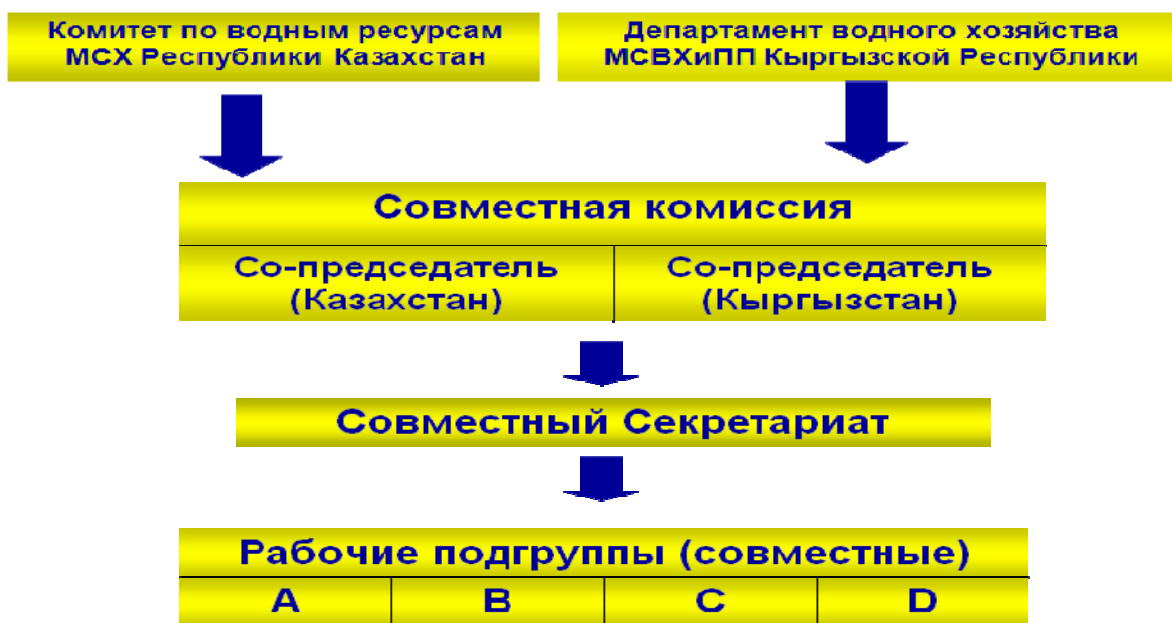 Комитет по водным ресурсам
МСХ Республики Казахстан
Департамент водного хозяйства
МСВХиПП Кыргызской Республики
Совместная комиссия
Со-председатель
(Казахстан)
Со-председатель
(Кыргызстан)
Совместный Секретариат
Рабочие подгруппы (совместные)
A B C D